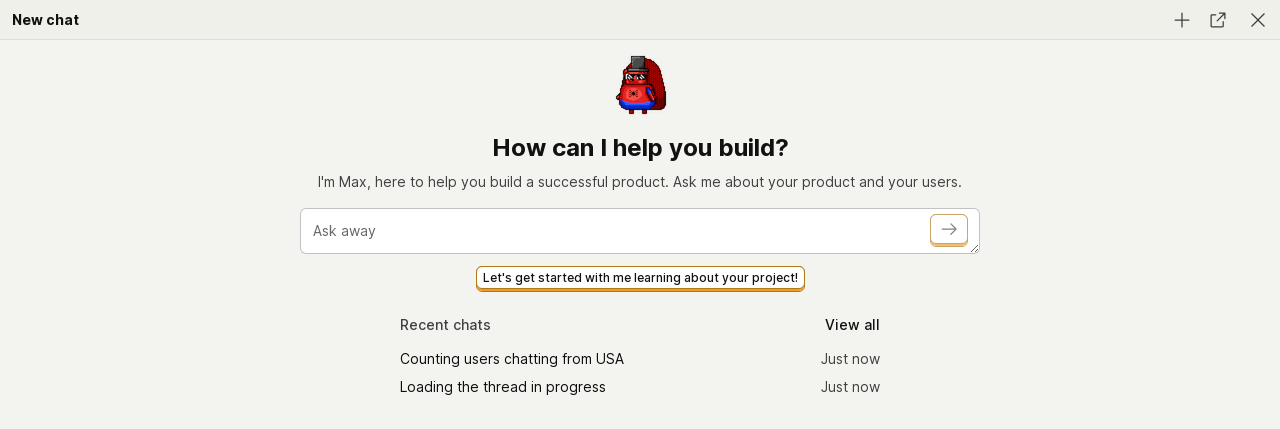 New chat
How can I help you build?
I'm Max, here to help you build a successful product. Ask me about your product and your users.
Ask away
Let's get started with me learning about your project!
Recent chats View all
Counting users chatting from USA Just now
Loading the thread in progress Just now